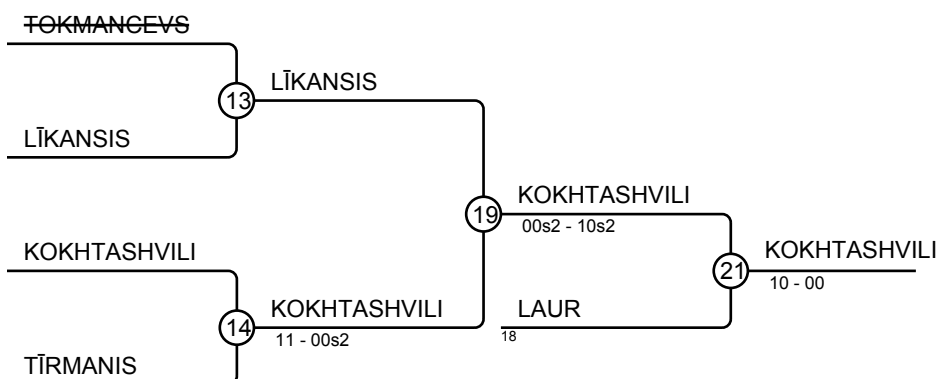 TOKMANCEVS
13
LĪKANSIS
LĪKANSIS
KOKHTASHVILI
14
KOKHTASHVILI
11 - 00s2
TĪRMANIS
19
KOKHTASHVILI
00s2 - 10s2
LAUR
18
21
KOKHTASHVILI
10 - 00